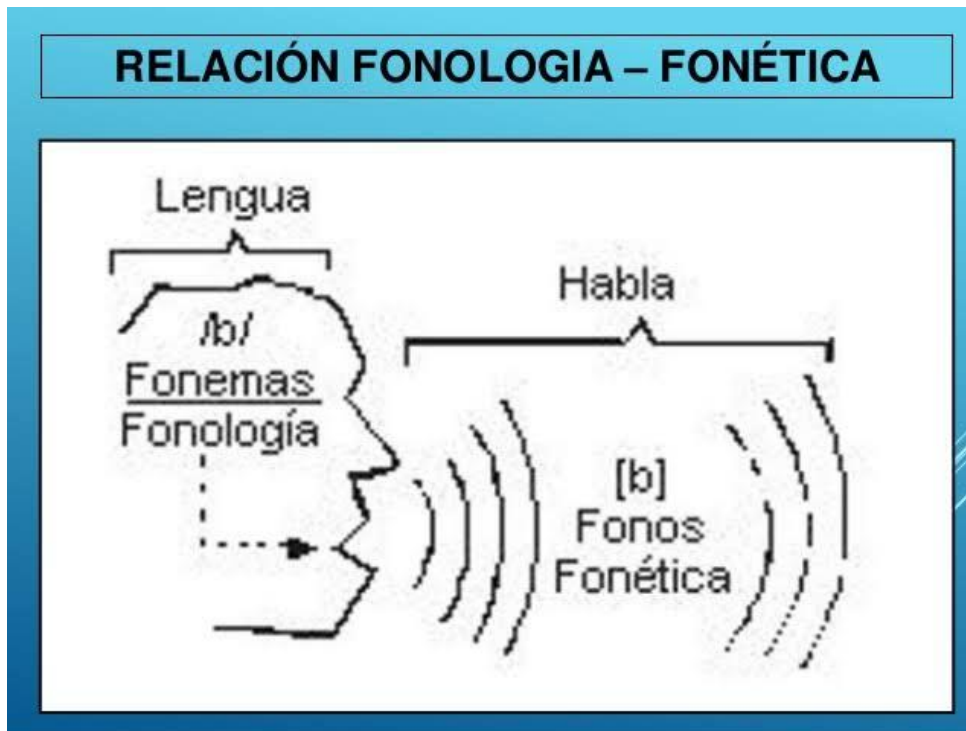 RELACIÓN FONOLOGIA – FONÉTICA
Lengua
/b/
Fonemas
Fonología
Habla
[b]
Fonos
Fonética